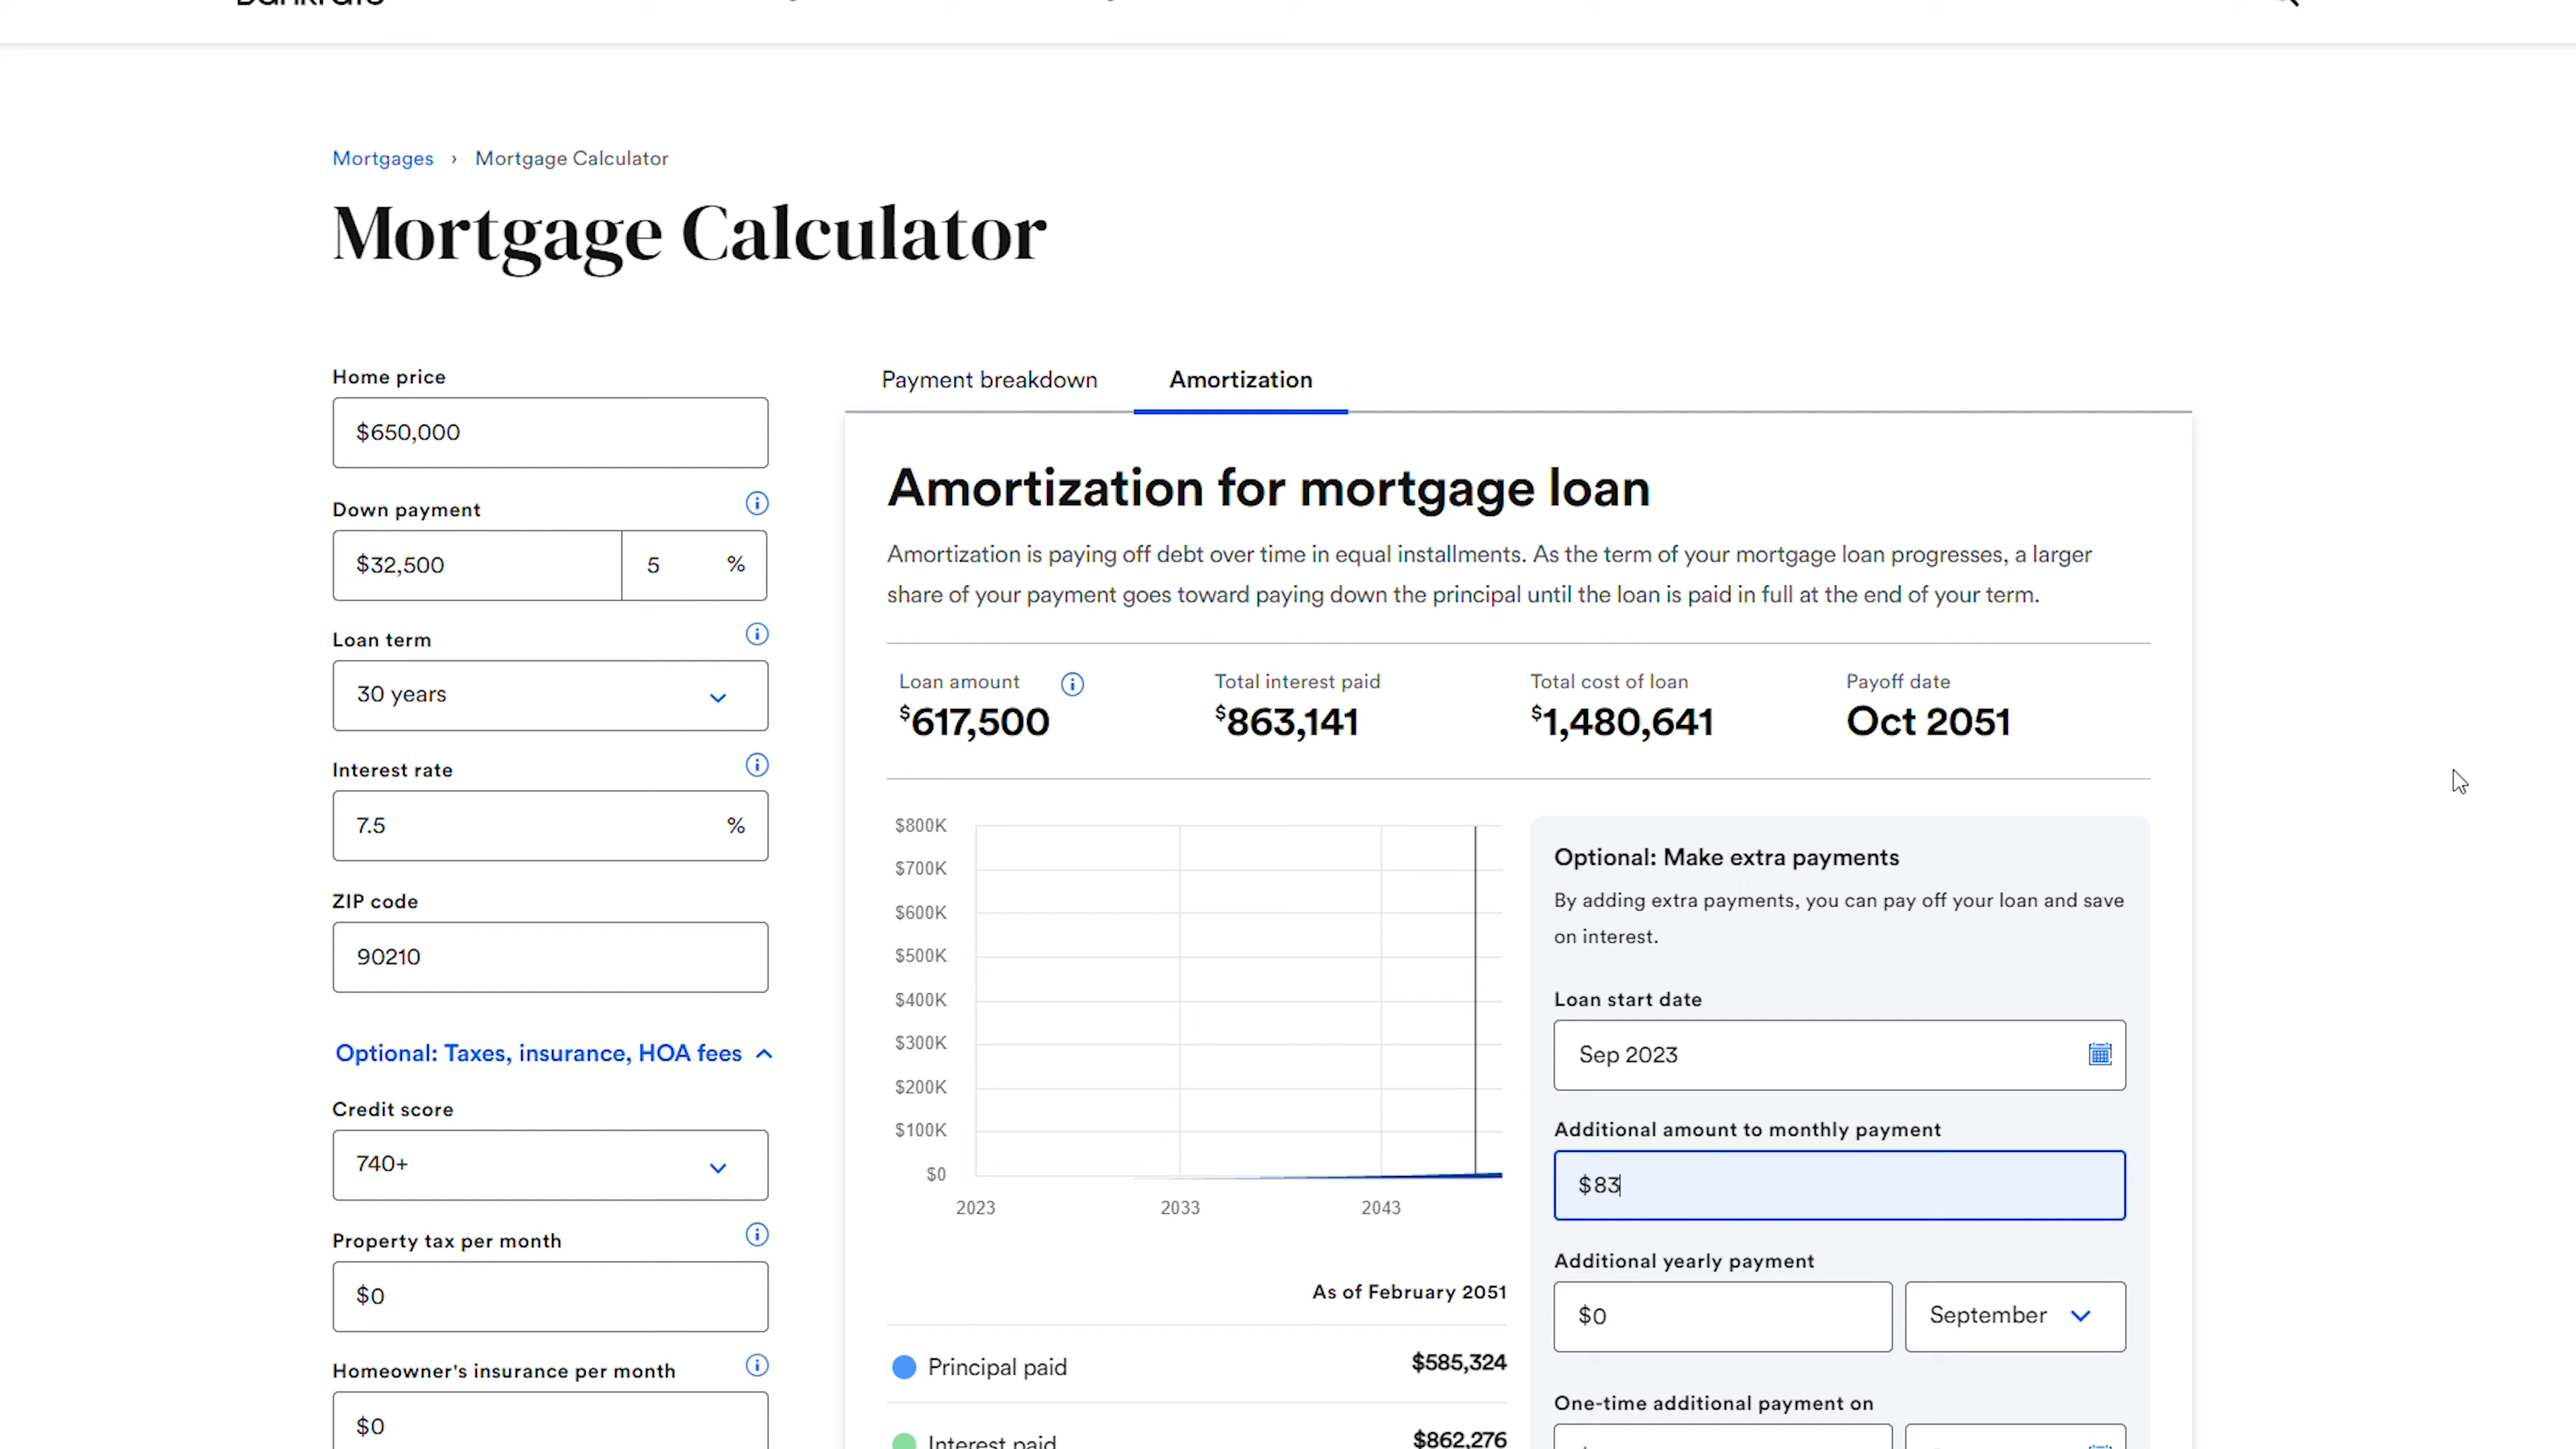 Mortgages › Mortgage Calculator
Mortgage Calculator
Home price
$650,000
Down payment
$32,500
5 %
Loan term
30 years
Interest rate
7.5 %
ZIP code
90210
Optional: Taxes, insurance, HOA fees
Credit score
740+
Property tax per month
$0
Homeowner's insurance per month
$0
Payment breakdown
Amortization
Amortization for mortgage loan
Amortization is paying off debt over time in equal installments. As the term of your mortgage loan progresses, a larger
share of your payment goes toward paying down the principal until the loan is paid in full at the end of your term.
Loan amount
$617,500
Total interest paid
$863,141
Total cost of loan
$1,480,641
Payoff date
Oct 2051
$800K
$700K
$600K
$500K
$400K
$300K
$200K
$100K
$0
2023 2033 2043
As of February 2051
Principal paid $585,324
Interest paid $862,276
Optional: Make extra payments
By adding extra payments, you can pay off your loan and save
on interest.
Loan start date
Sep 2023
Additional amount to monthly payment
$83
Additional yearly payment
$0
September
One-time additional payment on